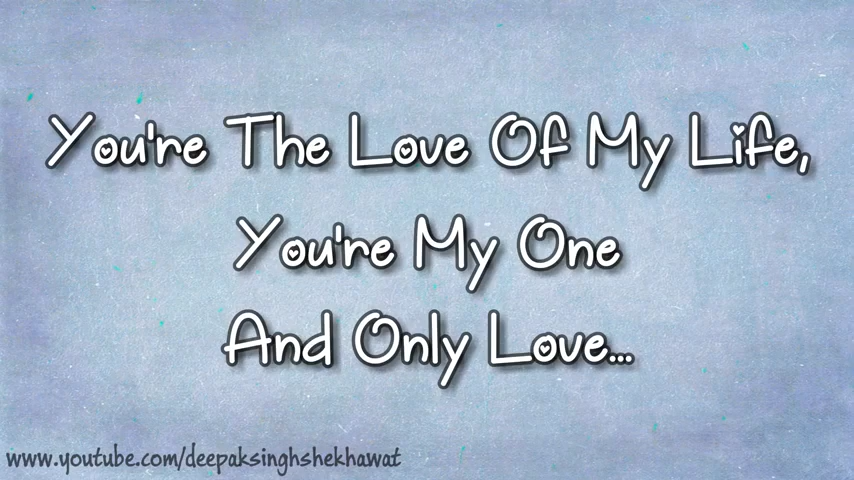 You're The Love Of My Life,
You're My One
And Only Love...
www.youtube.com/deepaksinghshekhawat